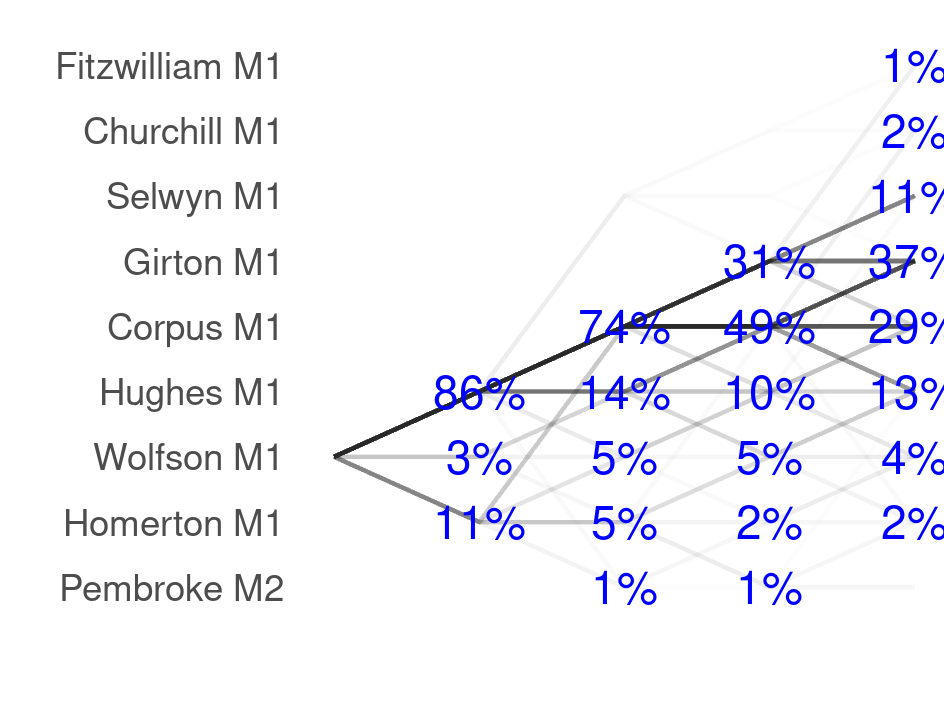 Fitzwilliam M1 1%
Churchill M1 2%
Selwyn M1 11%
Girton M1 31% 37%
Corpus M1 74% 49% 29%
Hughes M1 86% 14% 10% 13%
Wolfson M1 3% 5% 5% 4%
Homerton M1 11% 5% 2% 2%
Pembroke M2 1% 1%